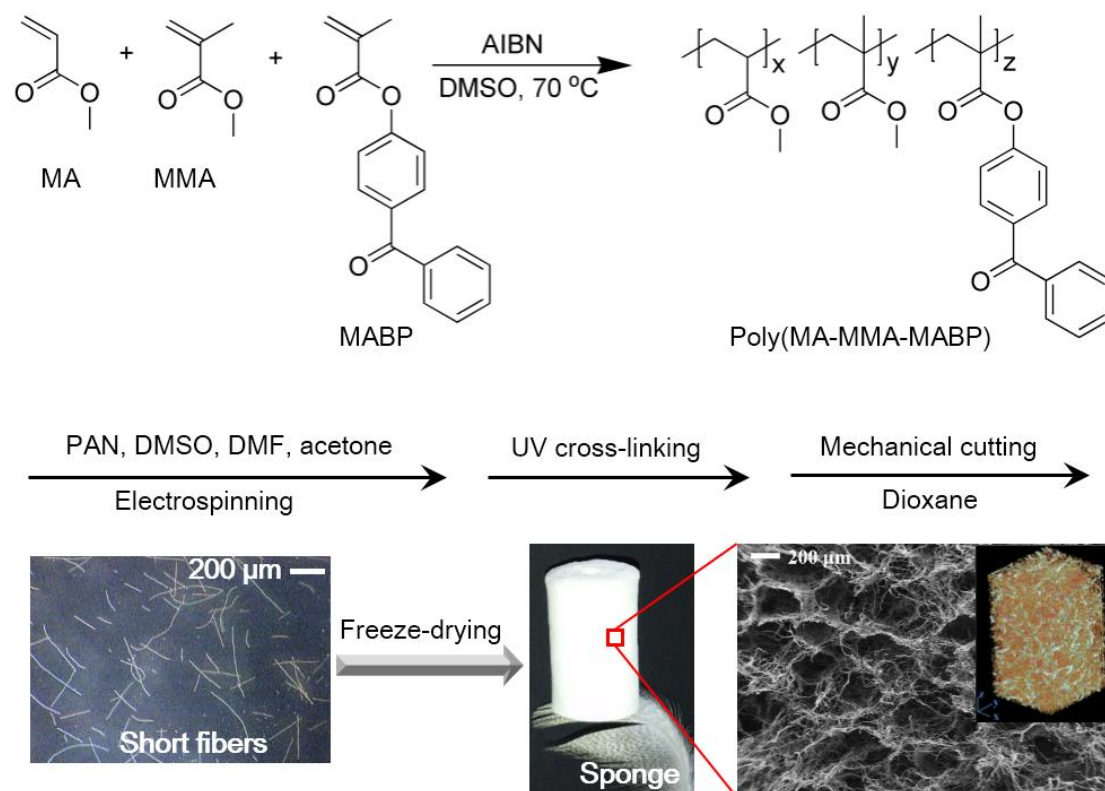 MA
+
MMA
+
MABP
AIBN
DMSO, 70 ºC
x
y
z
Poly(MA-MMA-MABP)
O
O
O
O
O
O
O
O
O
O
O
O
O
O
PAN, DMSO, DMF, acetone
Electrospinning
UV cross-linking
Mechanical cutting
Dioxane
200 µm
Short fibers
Freeze-drying
Sponge
200 µm